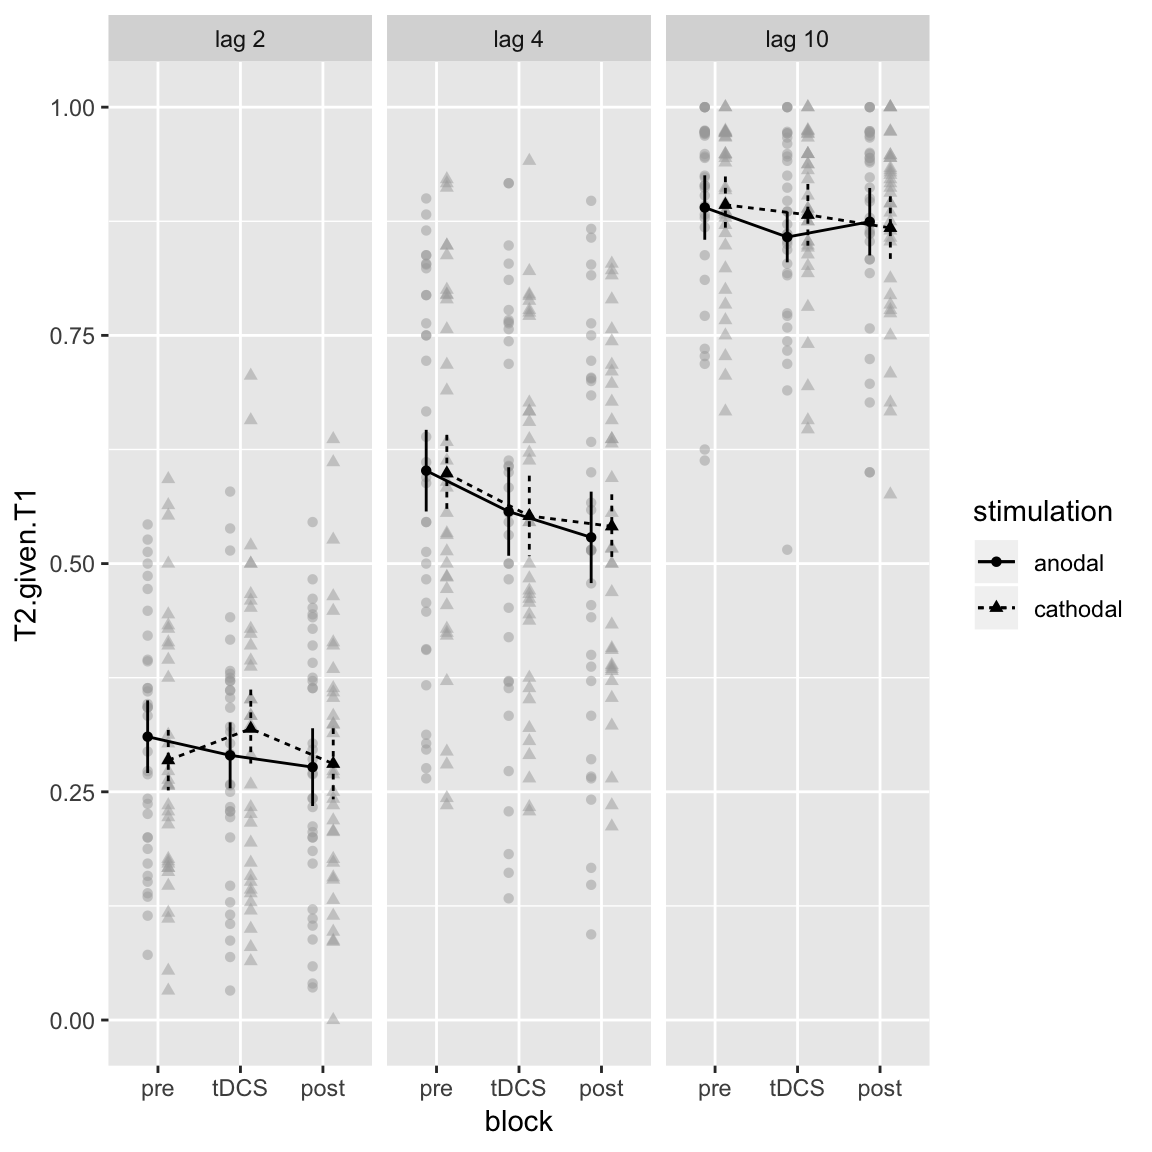 lag 2 lag 4 lag 10
1.00
0.75
0.50
0.25
0.00
T2.given.T1
pre tDCS post pre tDCS post pre tDCS post
block
stimulation
anodal
cathodal